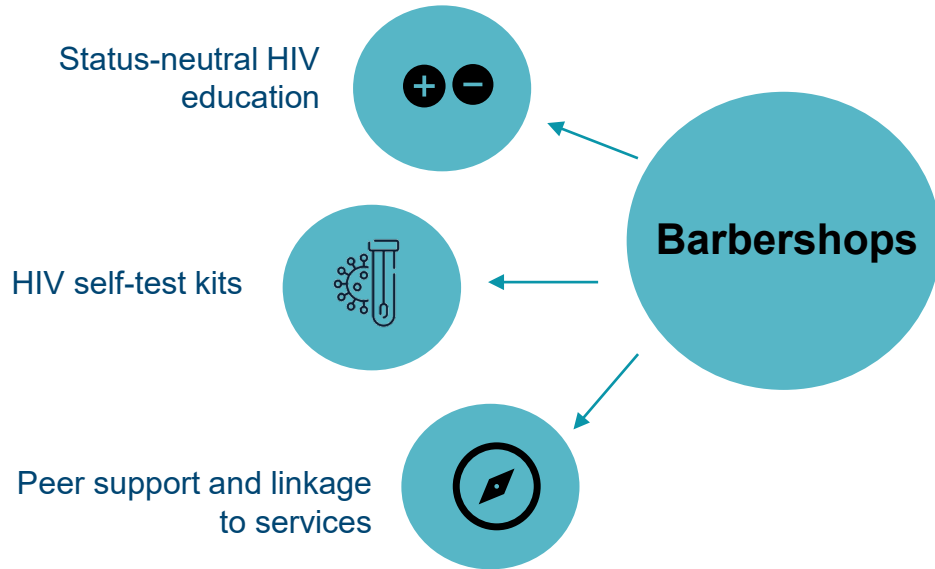 Status-neutral HIV
education
Barbershops
HIV self-test kits
Peer support and linkage
to services